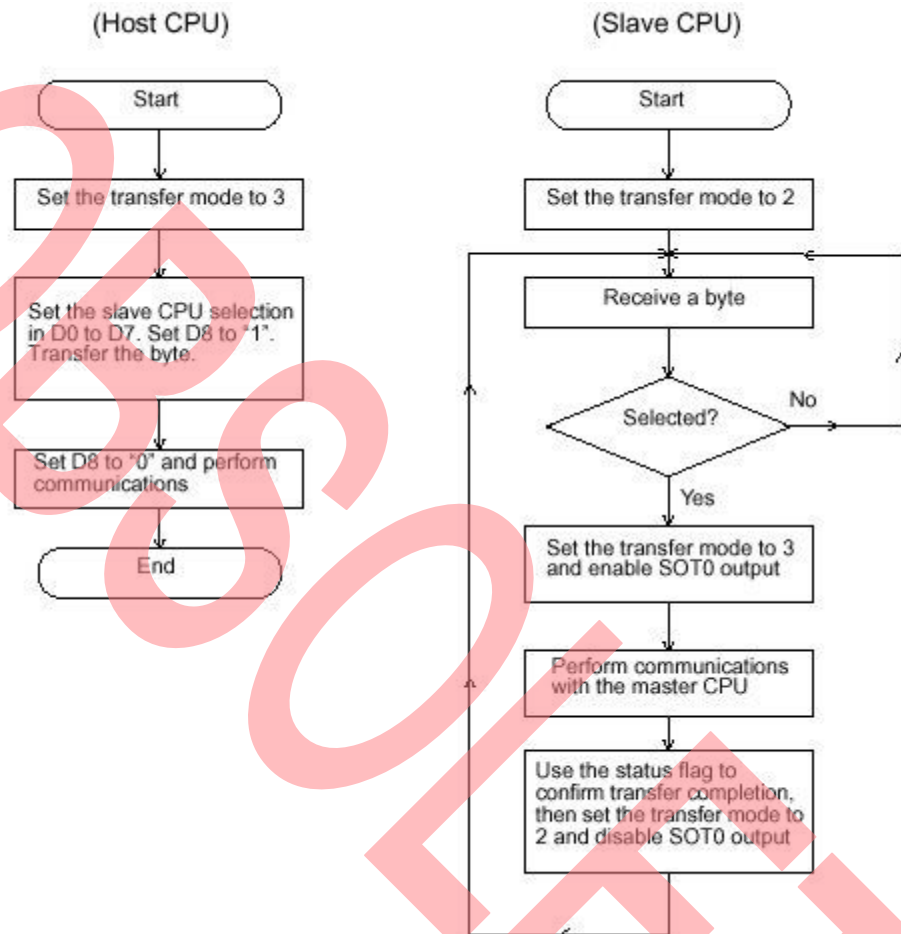 (Host CPU)
Start
Set the transfer mode to 3
Set the slave CPU selection
in D0 to D7. Set D8 to “1”.
Transfer the byte.
Set D8 to “0” and perform
communications
End
(Slave CPU)
Start
Set the transfer mode to 2
Receive a byte
Selected?
No
Yes
Set the transfer mode to 3
and enable SOT0 output
Perform communications
with the master CPU
Use the status flag to
confirm transfer completion,
then set the transfer mode to
2 and disable SOT0 output
OBSOLET